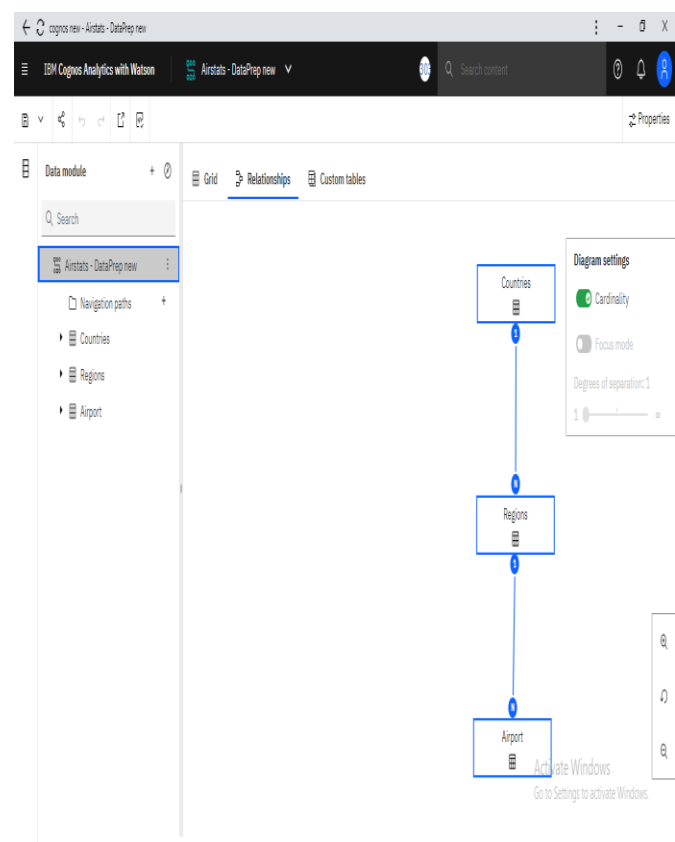 cognos new - Airstats - DataPrep new
IBM Cognos Analytics with Watson
Airstats - DataPrep new
Search content
Properties
Data module
Grid
Relationships
Custom tables
Search
Airstats - DataPrep new
Navigation paths
Countries
Regions
Airport
Countries
1
N
Regions
1
N
Airport
Diagram settings
Cardinality
Focus mode
Degrees of separation: 1
1 ∞
Activate Windows
Go to Settings to activate Windows.